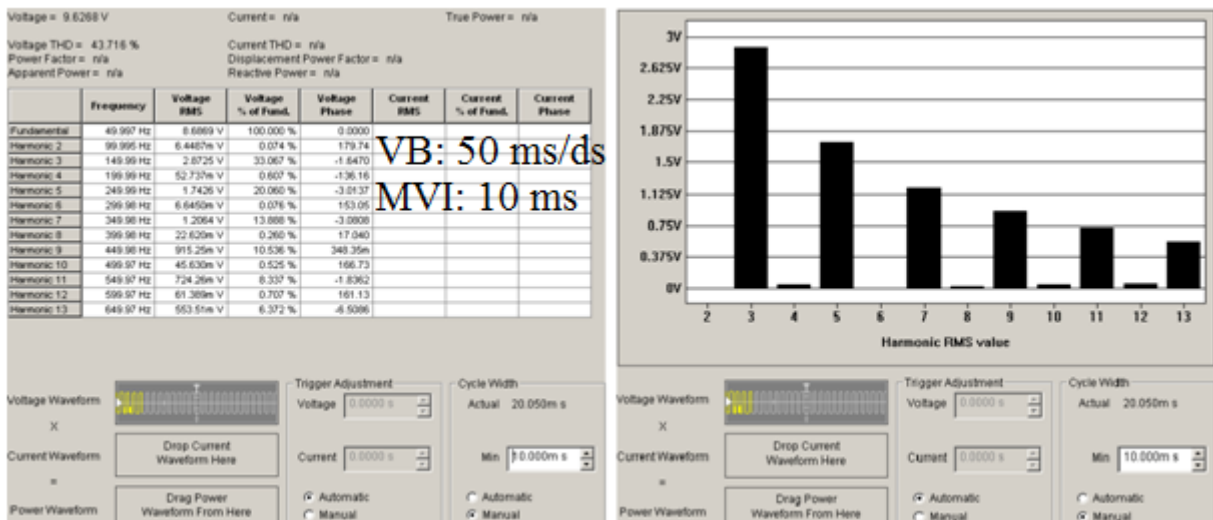 Voltage = 9.6268 V Current = n/a True Power = n/a
Voltage THD = 43.716 % Current THD = n/a
Power Factor = n/a Displacement Power Factor = n/a
Apparent Power = n/a Reactive Power = n/a
Frequency Voltage RMS Voltage % of Fund. Voltage Phase Current RMS Current % of Fund. Current Phase
Fundamental 49.997 Hz 8.6869 V 100.000 % 0.0000
Harmonic 2 99.995 Hz 6.4487m V 0.074 % 179.74
Harmonic 3 149.99 Hz 2.8725 V 33.067 % -1.6470
Harmonic 4 199.99 Hz 52.737m V 0.607 % -136.16
Harmonic 5 249.99 Hz 1.7426 V 20.060 % -3.0137
Harmonic 6 299.98 Hz 6.6450m V 0.076 % 153.05
Harmonic 7 349.98 Hz 1.2064 V 13.888 % -3.0808
Harmonic 8 399.98 Hz 22.620m V 0.260 % 17.040
Harmonic 9 449.98 Hz 915.25m V 10.536 % 348.35m
Harmonic 10 499.97 Hz 45.630m V 0.525 % 166.73
Harmonic 11 549.97 Hz 724.26m V 8.337 % -1.8362
Harmonic 12 599.97 Hz 61.389m V 0.707 % 161.13
Harmonic 13 649.97 Hz 553.51m V 6.372 % -6.5086
VB: 50 ms/ds
MVI: 10 ms
Voltage Waveform
X
Current Waveform
=
Power Waveform
Drop Current
Waveform Here
Drag Power
Waveform From Here
Trigger Adjustment
Voltage 0.0000 s
Current 0.0000 s
Automatic
Manual
Cycle Width
Actual 20.050m s
Min 10.000m s
Automatic
Manual
3V
2.625V
2.25V
1.875V
1.5V
1.125V
0.75V
0.375V
0V
2 3 4 5 6 7 8 9 10 11 12 13
Harmonic RMS value
Voltage Waveform
X
Current Waveform
=
Power Waveform
Drop Current
Waveform Here
Drag Power
Waveform From Here
Trigger Adjustment
Voltage 0.0000 s
Current 0.0000 s
Automatic
Manual
Cycle Width
Actual 20.050m s
Min 10.000m s
Automatic
Manual